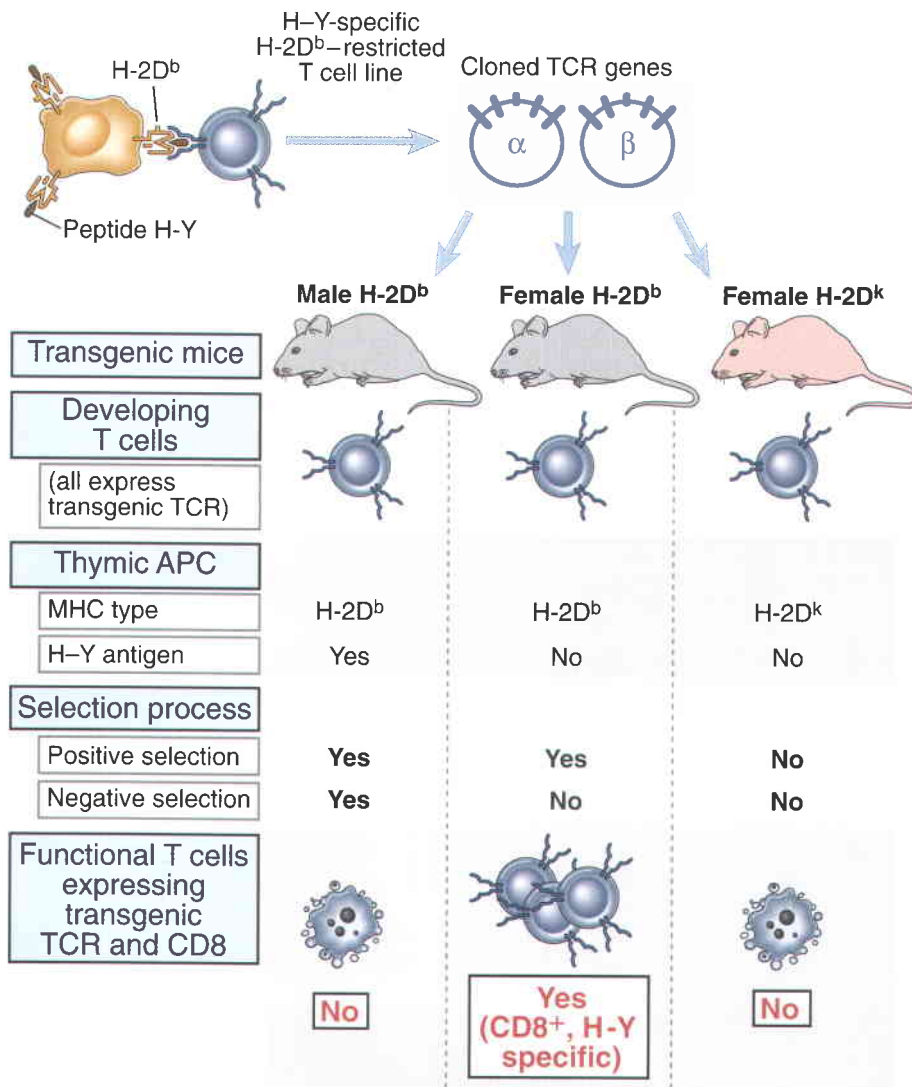 H–Y-specific
H-2Dᵇ–restricted
T cell line
H-2Dᵇ
Cloned TCR genes
α
β
Peptide H-Y
Male H-2Dᵇ
Female H-2Dᵇ
Female H-2Dᵏ
Transgenic mice
Developing
T cells
(all express
transgenic TCR)
Thymic APC
MHC type
H-2Dᵇ
H-2Dᵇ
H-2Dᵏ
H–Y antigen
Yes
No
No
Selection process
Positive selection
Yes
Yes
No
Negative selection
Yes
No
No
Functional T cells
expressing
transgenic
TCR and CD8
No
Yes
(CD8⁺, H-Y
specific)
No